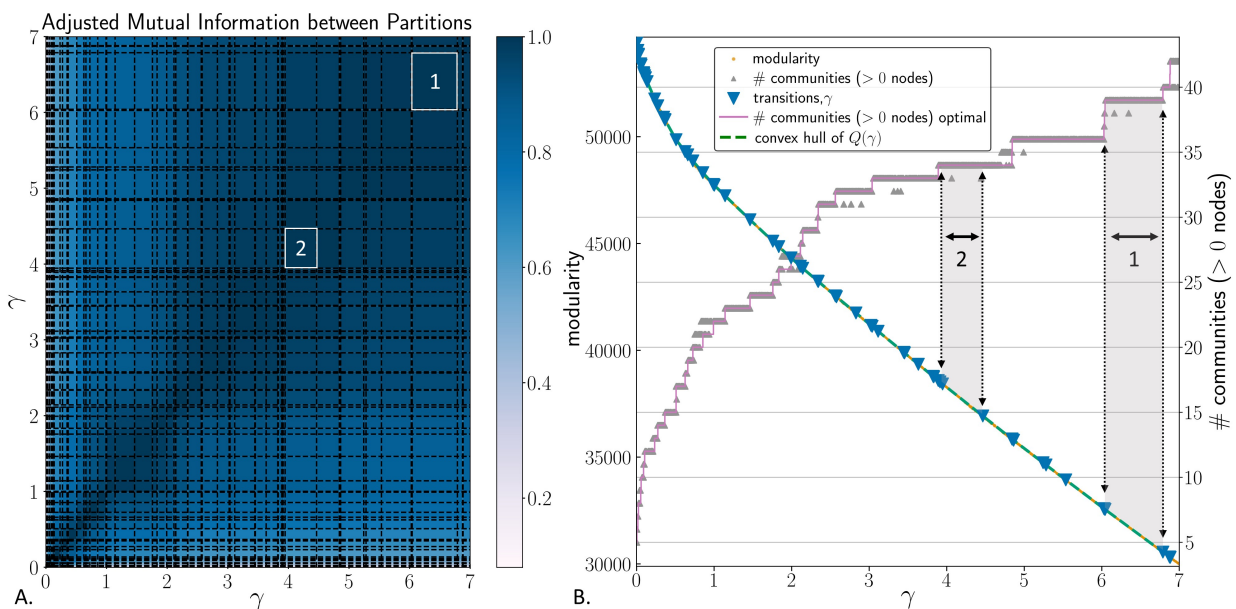 Adjusted Mutual Information between Partitions
7
6
5
4
3
2
1
0
γ
0 1 2 3 4 5 6 7
γ
1
2
1.0
0.8
0.6
0.4
0.2
A.
modularity
# communities (> 0 nodes)
transitions,γ
# communities (> 0 nodes) optimal
convex hull of Q(γ)
50000
45000
40000
35000
30000
modularity
0 1 2 3 4 5 6 7
γ
2
1
40
35
30
25
20
15
10
5
# communities (> 0 nodes)
B.